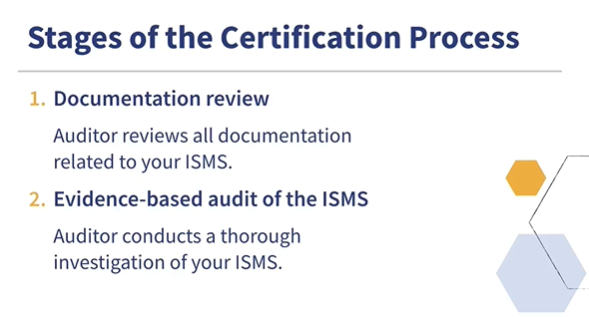 Stages of the Certification Process
1. Documentation review
Auditor reviews all documentation
related to your ISMS.
2. Evidence-based audit of the ISMS
Auditor conducts a thorough
investigation of your ISMS.